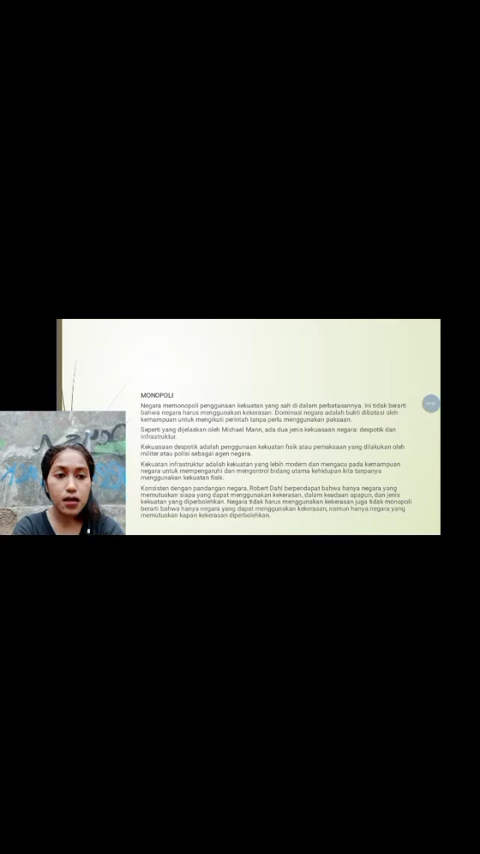 MONOPOLI
Negara memonopoli penggunaan kekuatan yang sah di dalam perbatasannya. Ini tidak berarti
bahwa negara harus menggunakan kekerasan. Dominasi negara adalah bukti dibatasi oleh
kemampuan untuk mengikuti perintah tanpa perlu menggunakan paksaan.
Seperti yang dijelaskan oleh Michael Mann, ada dua jenis kekuasaan negara: despotik dan
infrastruktur.
Kekuasaan despotik adalah penggunaan kekuatan fisik atau pemaksaan yang dilakukan oleh
militer atau polisi sebagai agen negara.
Kekuatan infrastruktur adalah kekuatan yang lebih modern dan mengacu pada kemampuan
negara untuk mempengaruhi dan mengontrol bidang utama kehidupan kita tanpanya
menggunakan kekuatan fisik.
Konsisten dengan pandangan negara, Robert Dahl berpendapat bahwa hanya negara yang
memutuskan siapa yang dapat menggunakan kekerasan, dalam keadaan apapun, dan jenis
kekuatan yang diperbolehkan. Negara tidak harus menggunakan kekerasan juga tidak monopoli
berarti bahwa hanya negara yang dapat menggunakan kekerasan, namun hanya negara yang
memutuskan kapan kekerasan diperbolehkan.